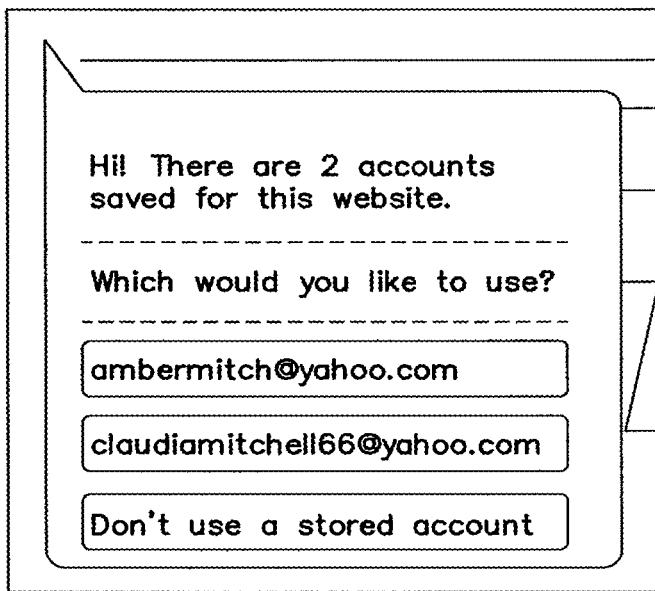 Hi! There are 2 accounts
saved for this website.
Which would you like to use?
ambermitch@yahoo.com
claudiamitchell66@yahoo.com
Don't use a stored account